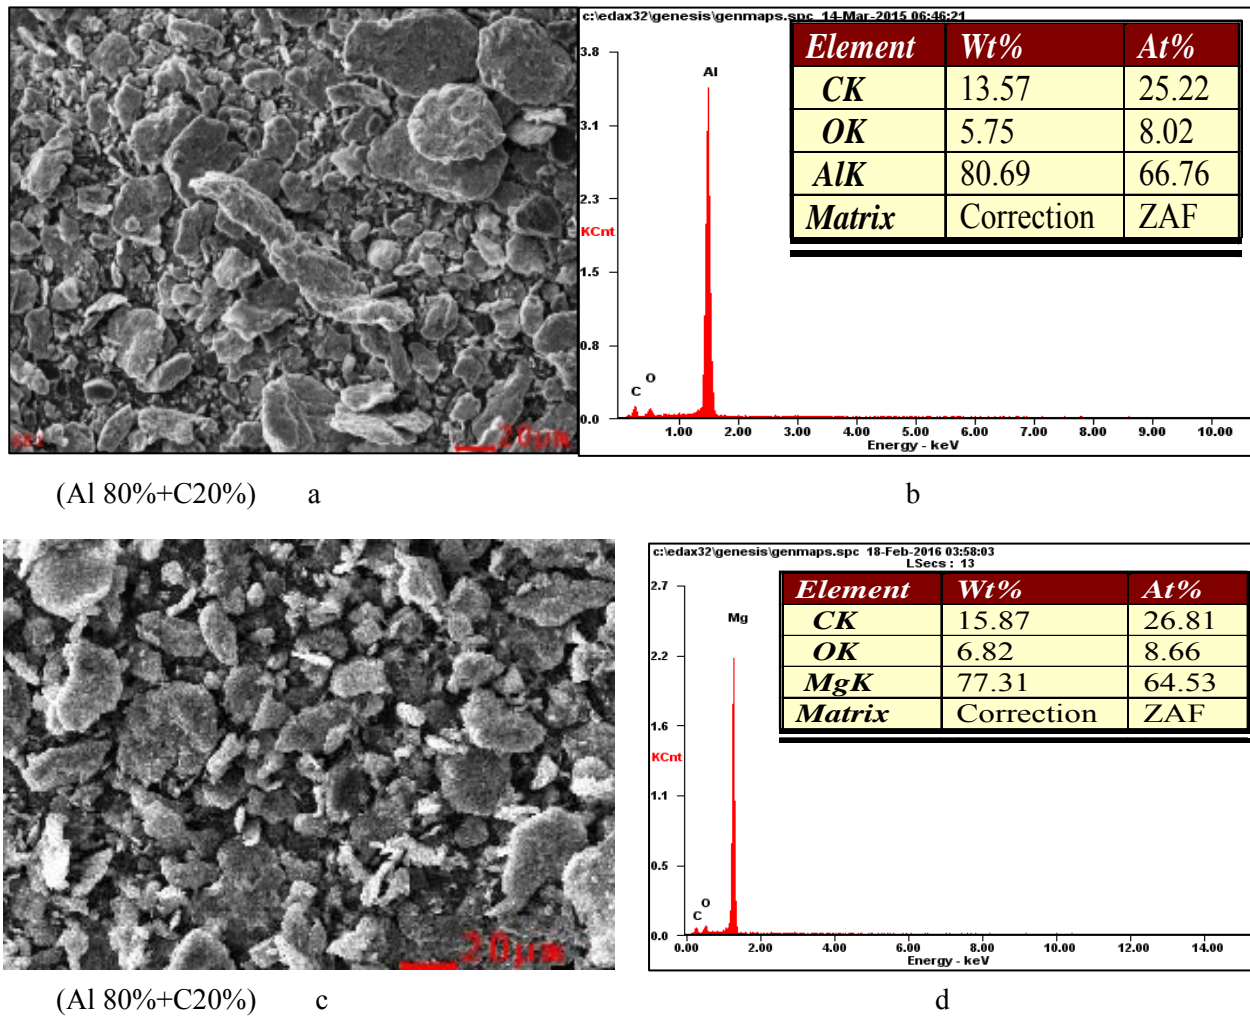 c:\edax32\genesis\genmaps.spc 14-Mar-2015 06:46:21
Element Wt% At%
CK 13.57 25.22
OK 5.75 8.02
AlK 80.69 66.76
Matrix Correction ZAF
3.8
3.1
2.3
KCnt
1.5
0.8
0.0
Al
C
O
1.00 2.00 3.00 4.00 5.00 6.00 7.00 8.00 9.00 10.00
Energy - keV
20µm
(Al 80%+C20%) a
b
c:\edax32\genesis\genmaps.spc 18-Feb-2016 03:58:03
LSecs : 13
Element Wt% At%
CK 15.87 26.81
OK 6.82 8.66
MgK 77.31 64.53
Matrix Correction ZAF
2.7
2.2
1.6
KCnt
1.1
0.5
0.0
Mg
C
O
0.00 2.00 4.00 6.00 8.00 10.00 12.00 14.00
Energy - keV
20µm
(Al 80%+C20%) c
d